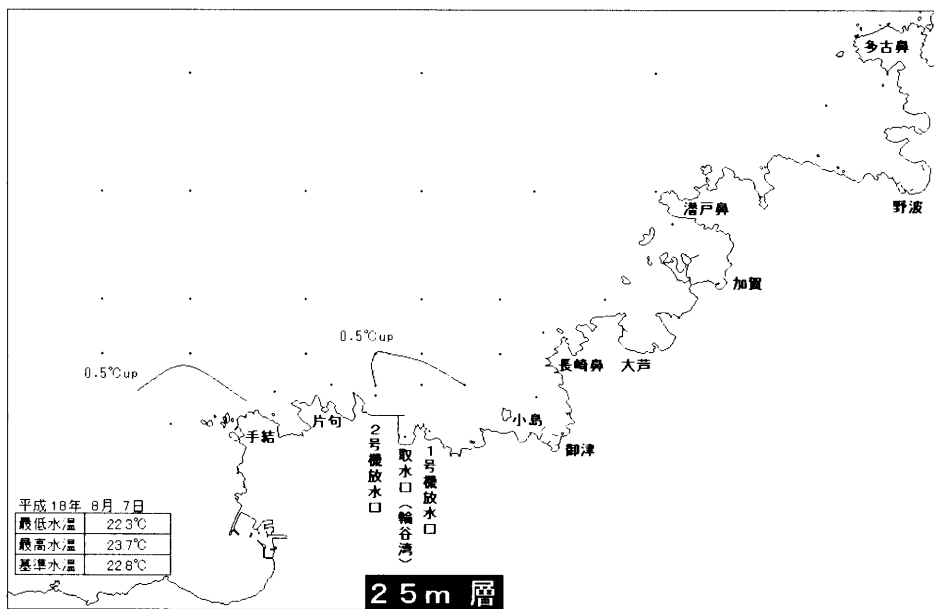 多古鼻
野波
潜戸鼻
加賀
0.5℃up
0.5℃up
長崎鼻
大芦
小島
御津
片句
手結
2号機放水口
取水口(輪谷湾)
1号機放水口
平成18年 8月 7日
最低水温 22.3℃
最高水温 23.7℃
基準水温 22.8℃
25m 層